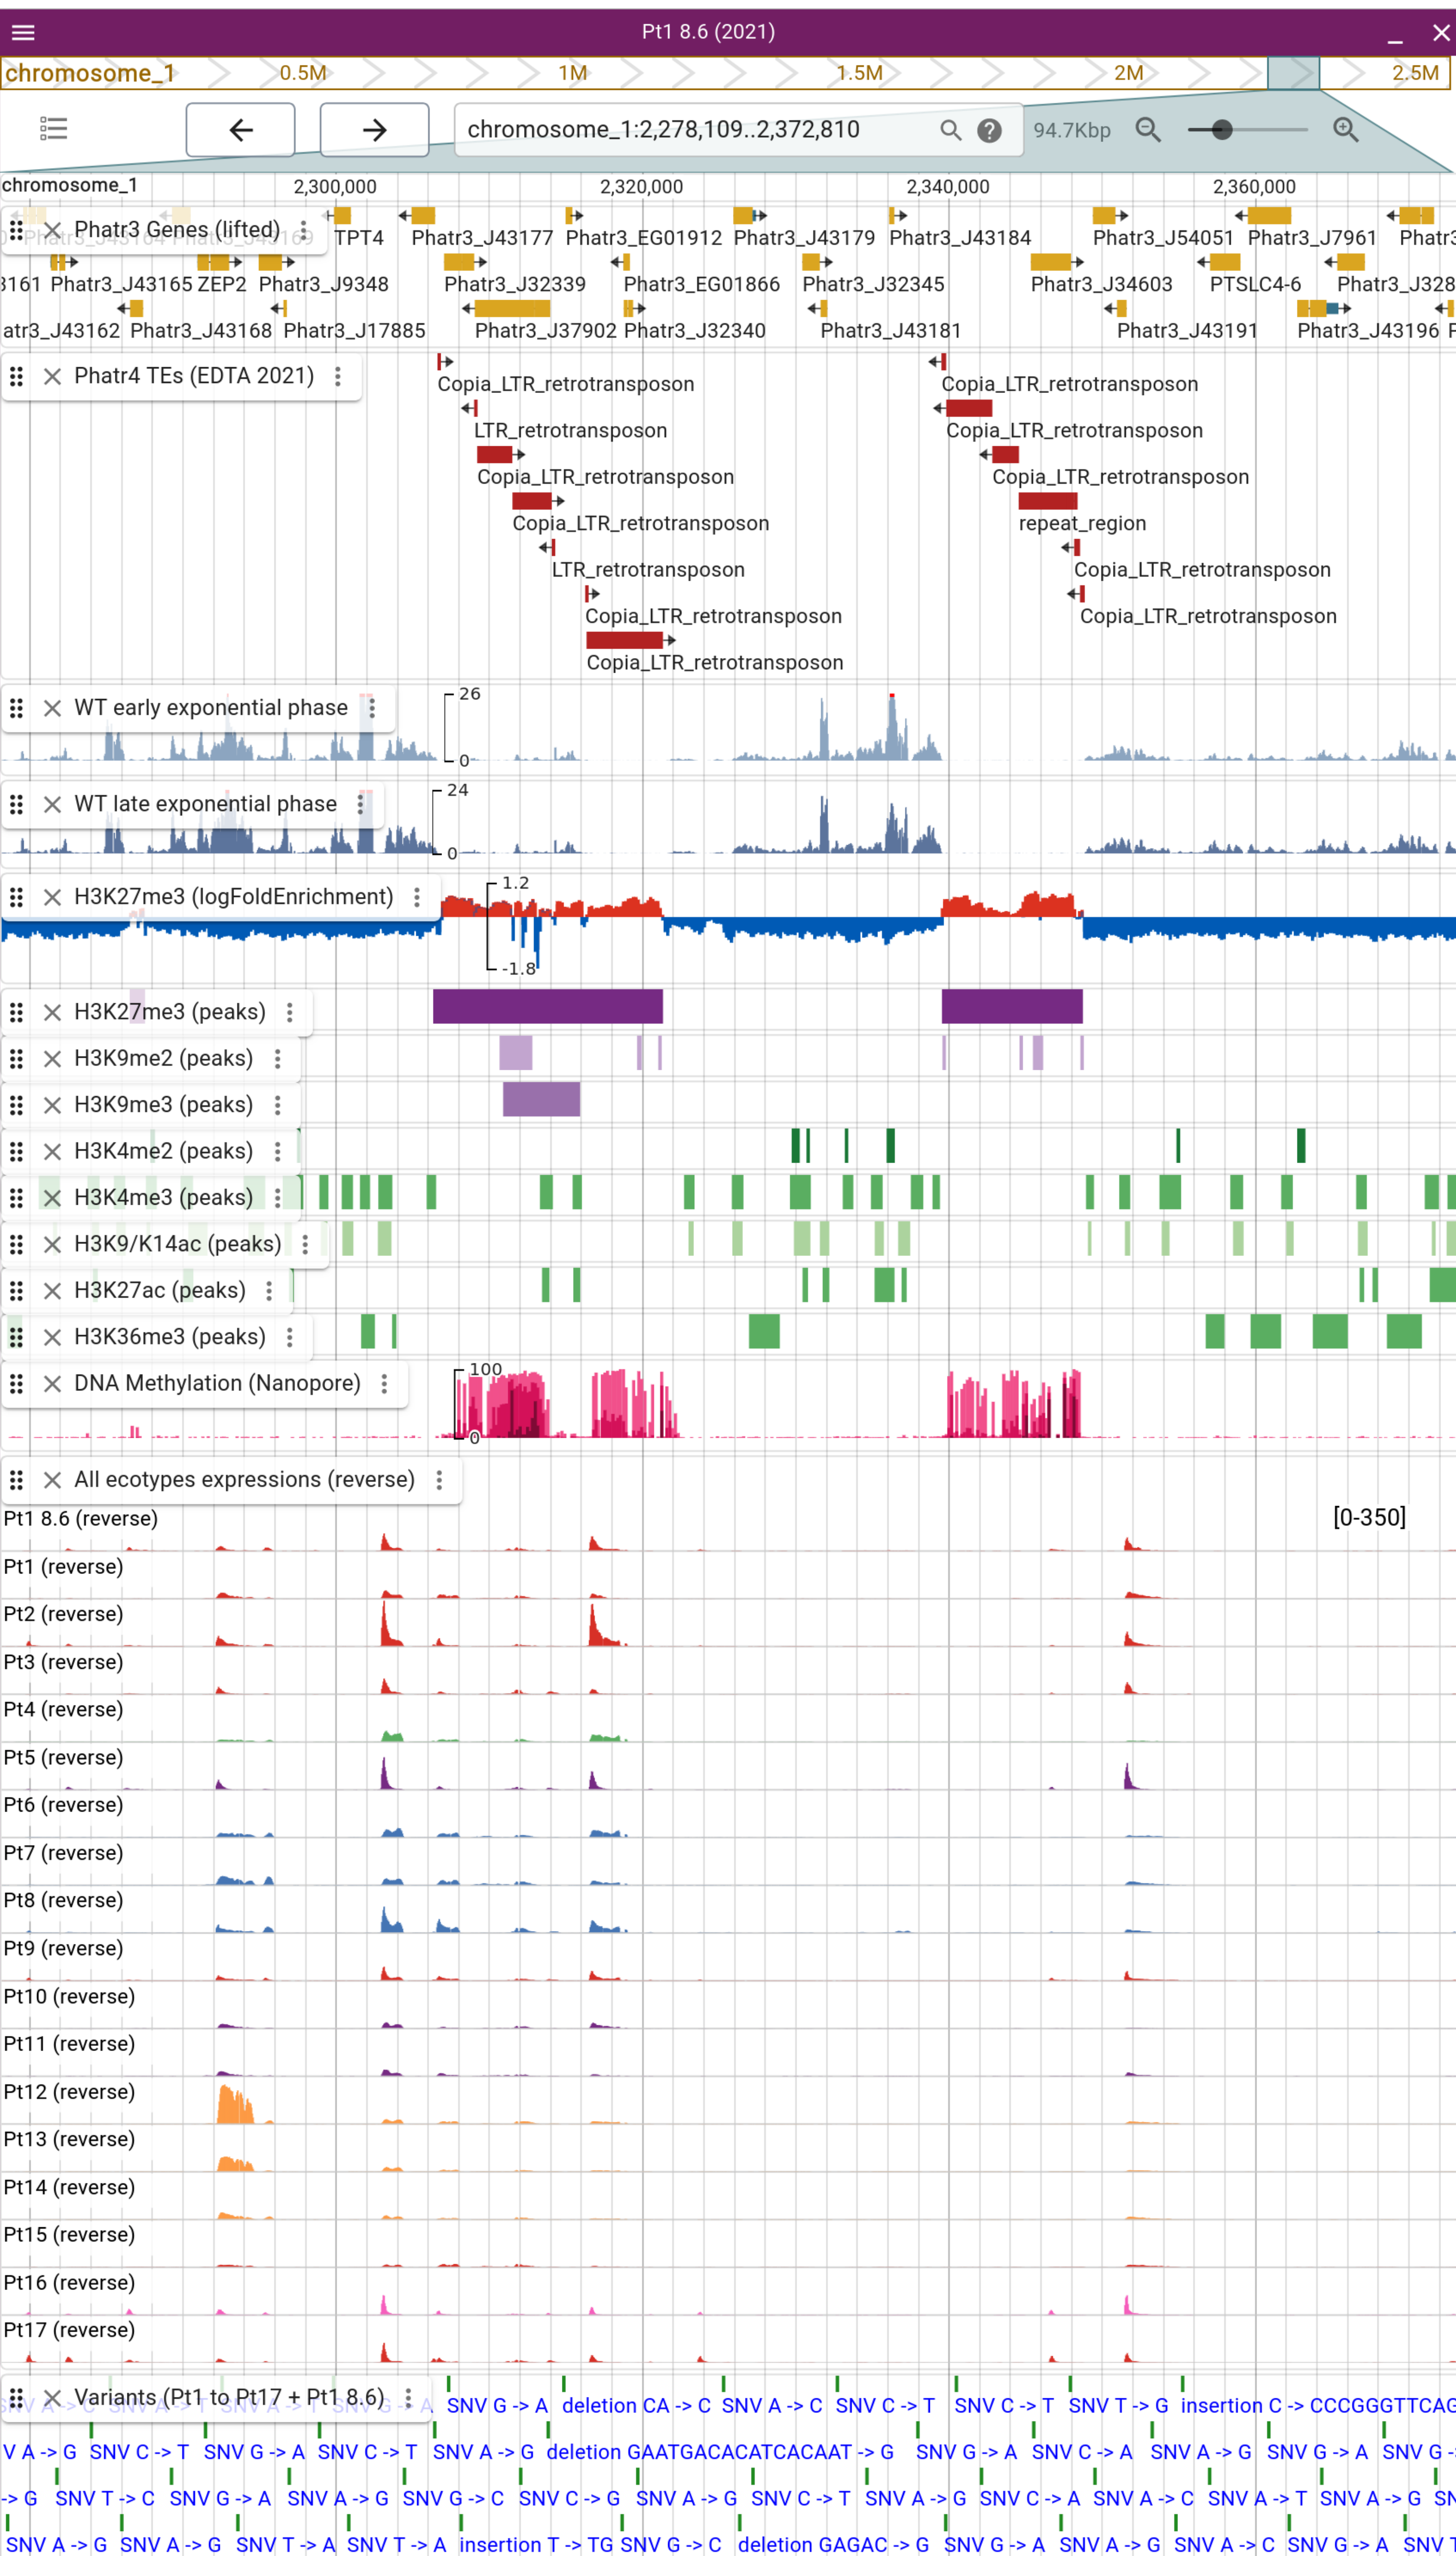 Pt1 8.6 (2021)
chromosome_1 0.5M 1M 1.5M 2M 2.5M
chromosome_1:2,278,109..2,372,810 94.7Kbp
chromosome_1 2,300,000 2,320,000 2,340,000 2,360,000
Phatr3 Genes (lifted)
TPT4 Phatr3_J43177 Phatr3_EG01912 Phatr3_J43179 Phatr3_J43184 Phatr3_J54051 Phatr3_J7961 Phatr3
3161 Phatr3_J43165 ZEP2 Phatr3_J9348 Phatr3_J32339 Phatr3_EG01866 Phatr3_J32345 Phatr3_J34603 PTSLC4-6 Phatr3_J328
atr3_J43162 Phatr3_J43168 Phatr3_J17885 Phatr3_J37902 Phatr3_J32340 Phatr3_J43181 Phatr3_J43191 Phatr3_J43196
Phatr4 TEs (EDTA 2021)
Copia_LTR_retrotransposon Copia_LTR_retrotransposon
LTR_retrotransposon Copia_LTR_retrotransposon
Copia_LTR_retrotransposon Copia_LTR_retrotransposon
Copia_LTR_retrotransposon repeat_region
LTR_retrotransposon Copia_LTR_retrotransposon
Copia_LTR_retrotransposon Copia_LTR_retrotransposon
Copia_LTR_retrotransposon
WT early exponential phase 26
0
WT late exponential phase 24
0
H3K27me3 (logFoldEnrichment) 1.2
-1.8
H3K27me3 (peaks)
H3K9me2 (peaks)
H3K9me3 (peaks)
H3K4me2 (peaks)
H3K4me3 (peaks)
H3K9/K14ac (peaks)
H3K27ac (peaks)
H3K36me3 (peaks)
DNA Methylation (Nanopore) 100
0
All ecotypes expressions (reverse)
Pt1 8.6 (reverse) [0-350]
Pt1 (reverse)
Pt2 (reverse)
Pt3 (reverse)
Pt4 (reverse)
Pt5 (reverse)
Pt6 (reverse)
Pt7 (reverse)
Pt8 (reverse)
Pt9 (reverse)
Pt10 (reverse)
Pt11 (reverse)
Pt12 (reverse)
Pt13 (reverse)
Pt14 (reverse)
Pt15 (reverse)
Pt16 (reverse)
Pt17 (reverse)
Variants (Pt1 to Pt17 + Pt1 8.6) SNV G -> A deletion CA -> C SNV A -> C SNV C -> T SNV C -> T SNV T -> G insertion C -> CCCGGGTTCAG
V A -> G SNV C -> T SNV G -> A SNV C -> T SNV A -> G deletion GAATGACACATCACAAT -> G SNV G -> A SNV C -> A SNV A -> G SNV G -> A SNV G -
-> G SNV T -> C SNV G -> A SNV A -> G SNV G -> C SNV C -> G SNV A -> G SNV C -> T SNV A -> G SNV C -> A SNV A -> C SNV A -> T SNV A -> G SN
SNV A -> G SNV A -> G SNV T -> A SNV T -> A insertion T -> TG SNV G -> C deletion GAGAC -> G SNV G -> A SNV A -> G SNV A -> C SNV G -> A SNV T